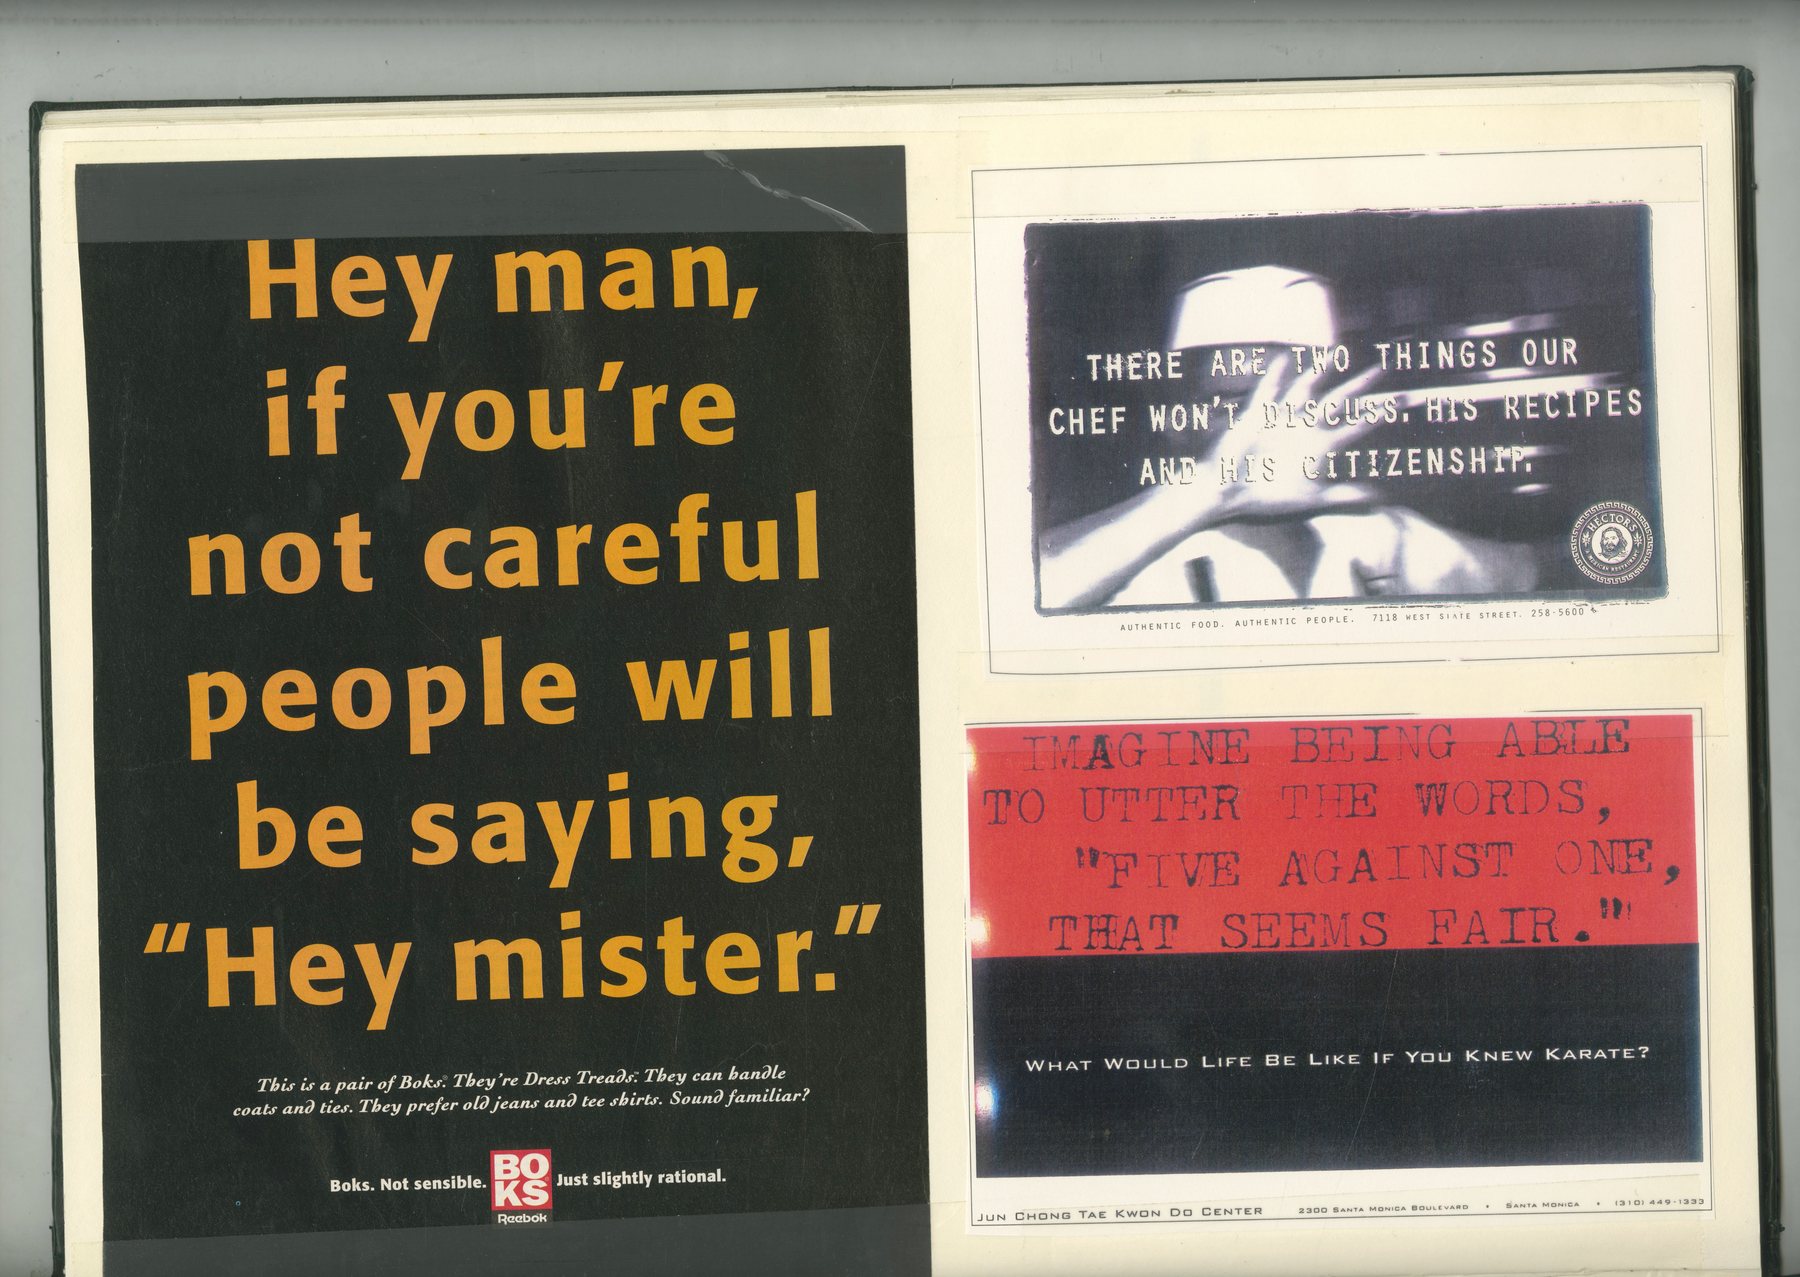 Hey man,
if you're
not careful
people will
be saying,
“Hey mister.”
This is a pair of Boks.® They're Dress Treads.™ They can handle
coats and ties. They prefer old jeans and tee shirts. Sound familiar?
Boks. Not sensible.
BO
KS
Just slightly rational.
Reebok
THERE ARE TWO THINGS OUR
CHEF WON'T DISCUSS. HIS RECIPES
AND HIS CITIZENSHIP.
HECTORS
A MEXICAN RESTAURANT
AUTHENTIC FOOD. AUTHENTIC PEOPLE. 7118 WEST STATE STREET. 258-5600
IMAGINE BEING ABLE
TO UTTER THE WORDS,
"FIVE AGAINST ONE,
THAT SEEMS FAIR."
WHAT WOULD LIFE BE LIKE IF YOU KNEW KARATE?
JUN CHONG TAE KWON DO CENTER 2300 SANTA MONICA BOULEVARD • SANTA MONICA • (310) 449-1333